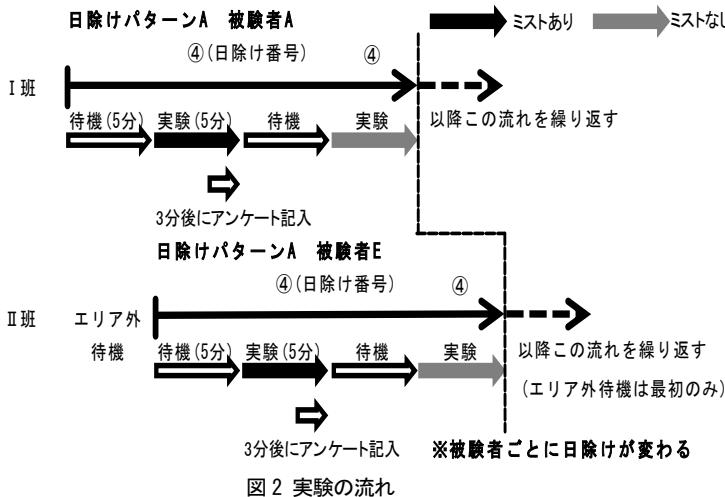 日除けパターンA 被験者A
ミストあり
ミストなし
④(日除け番号)
④
Ⅰ班
待機(5分)
実験(5分)
待機
実験
以降この流れを繰り返す
3分後にアンケート記入
日除けパターンA 被験者E
④(日除け番号)
④
Ⅱ班
エリア外
待機
待機(5分)
実験(5分)
待機
実験
以降この流れを繰り返す
(エリア外待機は最初のみ)
3分後にアンケート記入
※被験者ごとに日除けが変わる
図2 実験の流れ